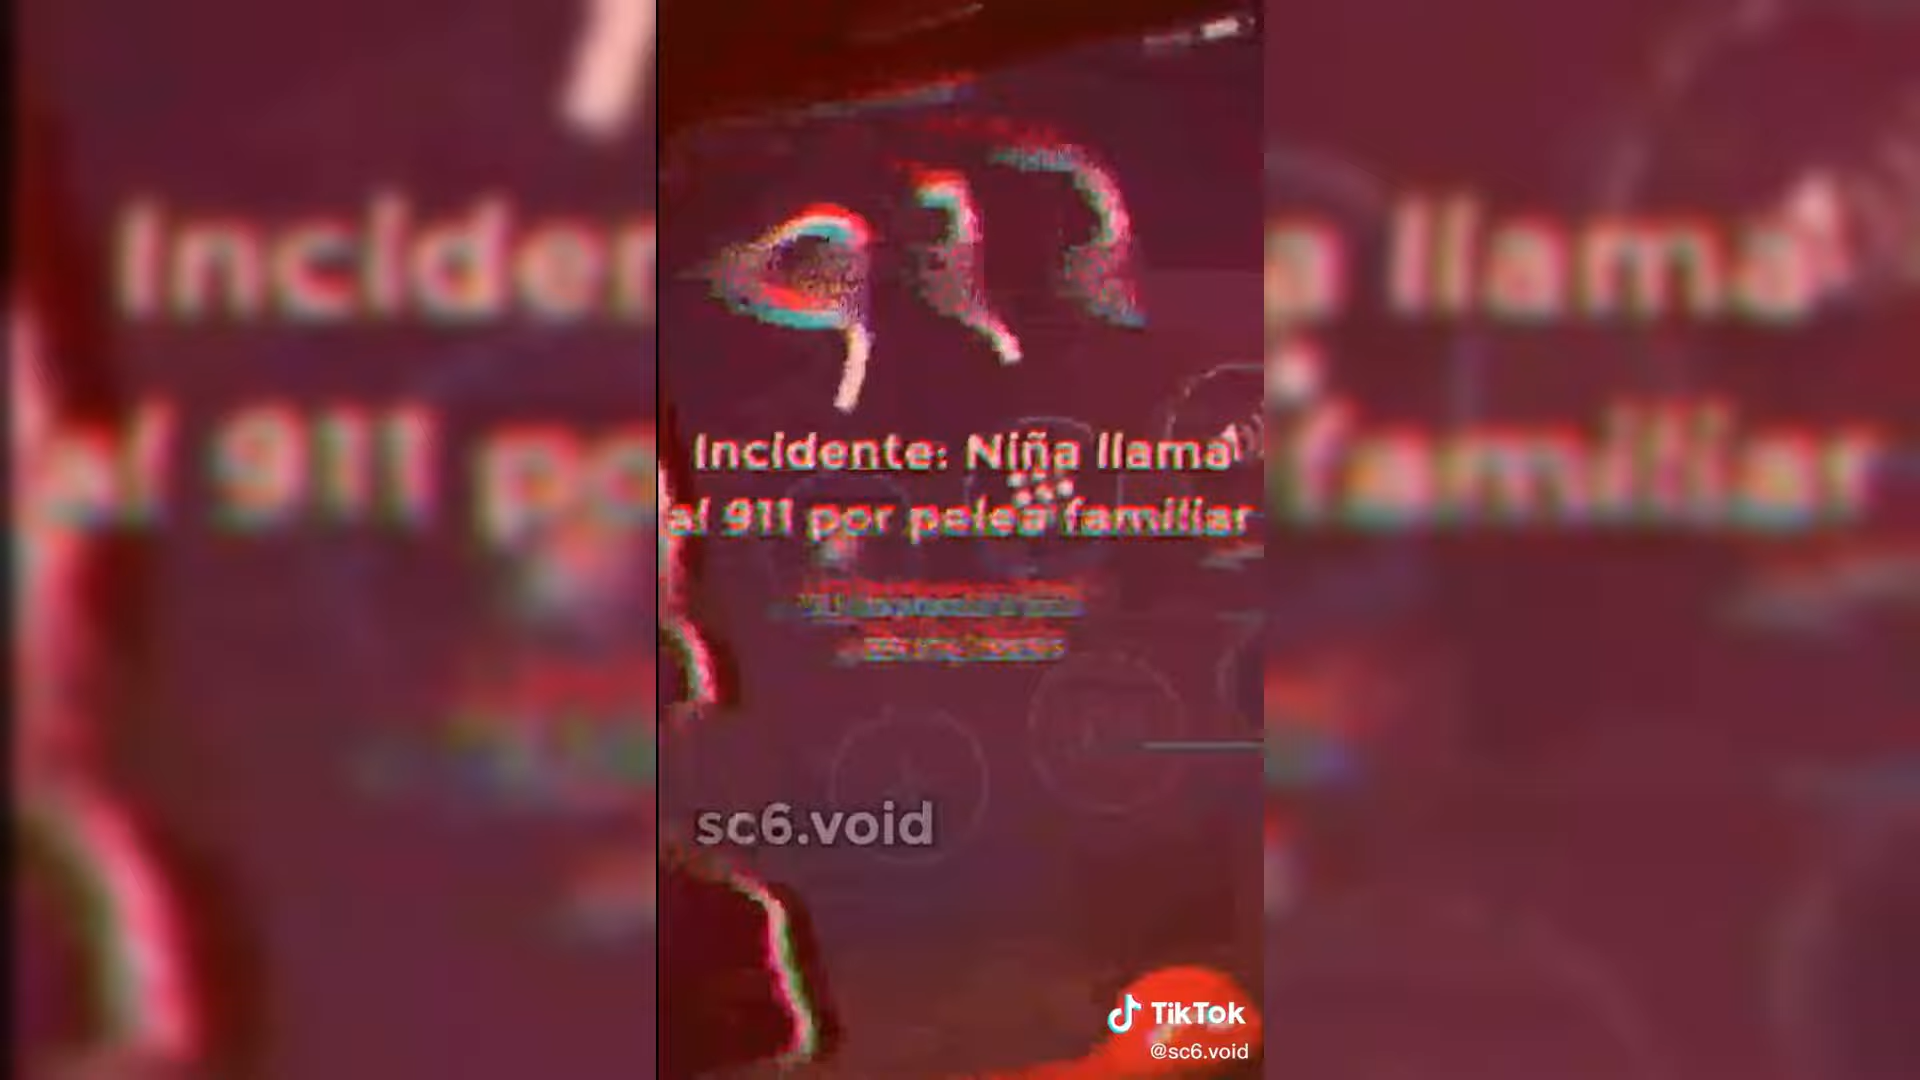 911
Incidente: Niña llama
al 911 por pelea familiar
sc6.void
TikTok
@sc6.void